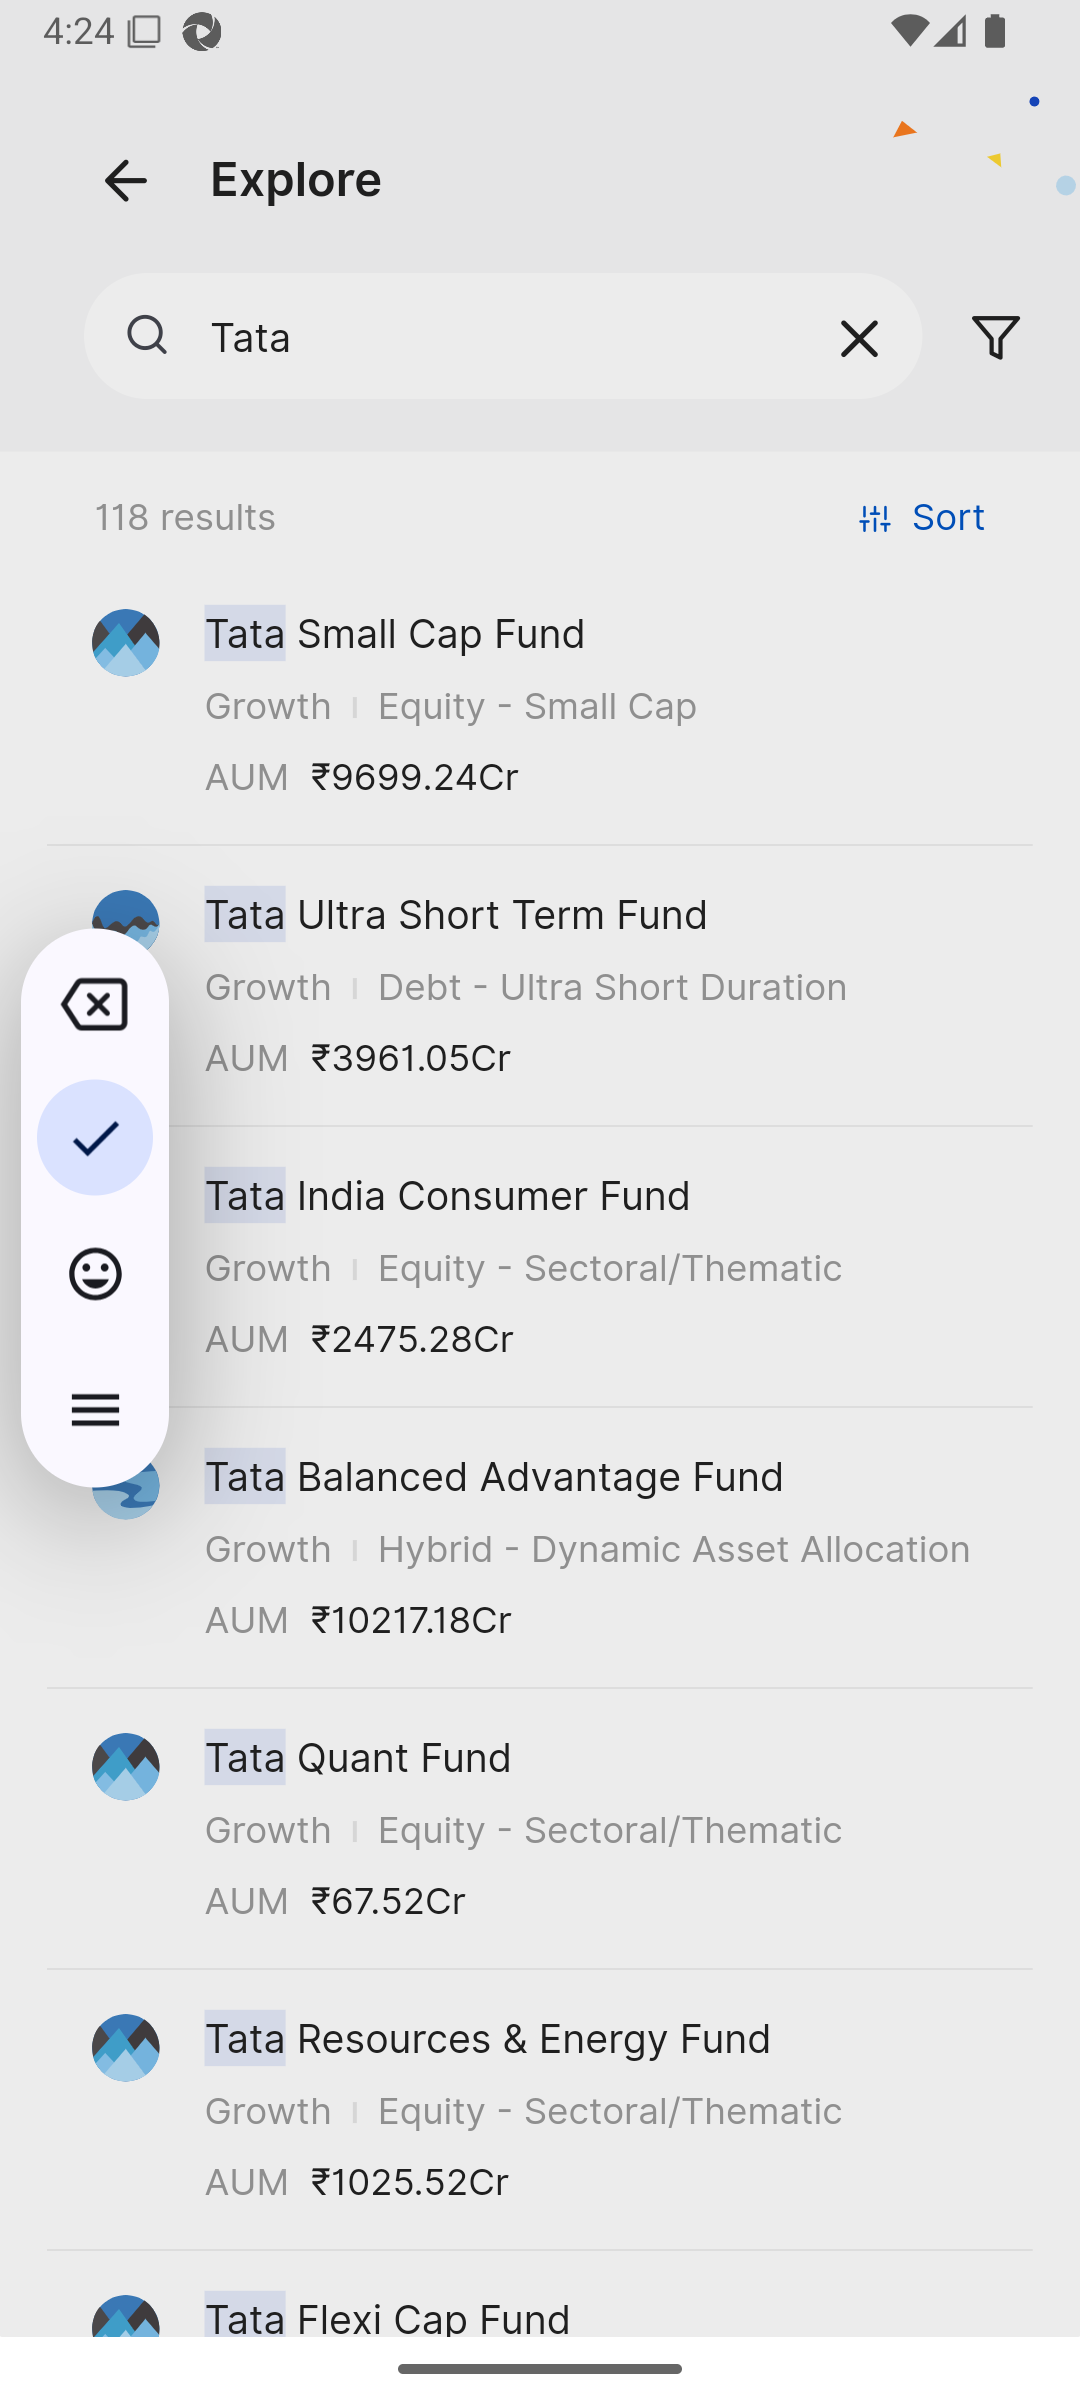 4:24
Explore
Tata
118 results
Sort
Tata Small Cap Fund
Growth Equity - Small Cap
AUM ₹9699.24Cr
Tata Ultra Short Term Fund
Growth Debt - Ultra Short Duration
AUM ₹3961.05Cr
Tata India Consumer Fund
Growth Equity - Sectoral/Thematic
AUM ₹2475.28Cr
Tata Balanced Advantage Fund
Growth Hybrid - Dynamic Asset Allocation
AUM ₹10217.18Cr
Tata Quant Fund
Growth Equity - Sectoral/Thematic
AUM ₹67.52Cr
Tata Resources & Energy Fund
Growth Equity - Sectoral/Thematic
AUM ₹1025.52Cr
Tata Flexi Cap Fund